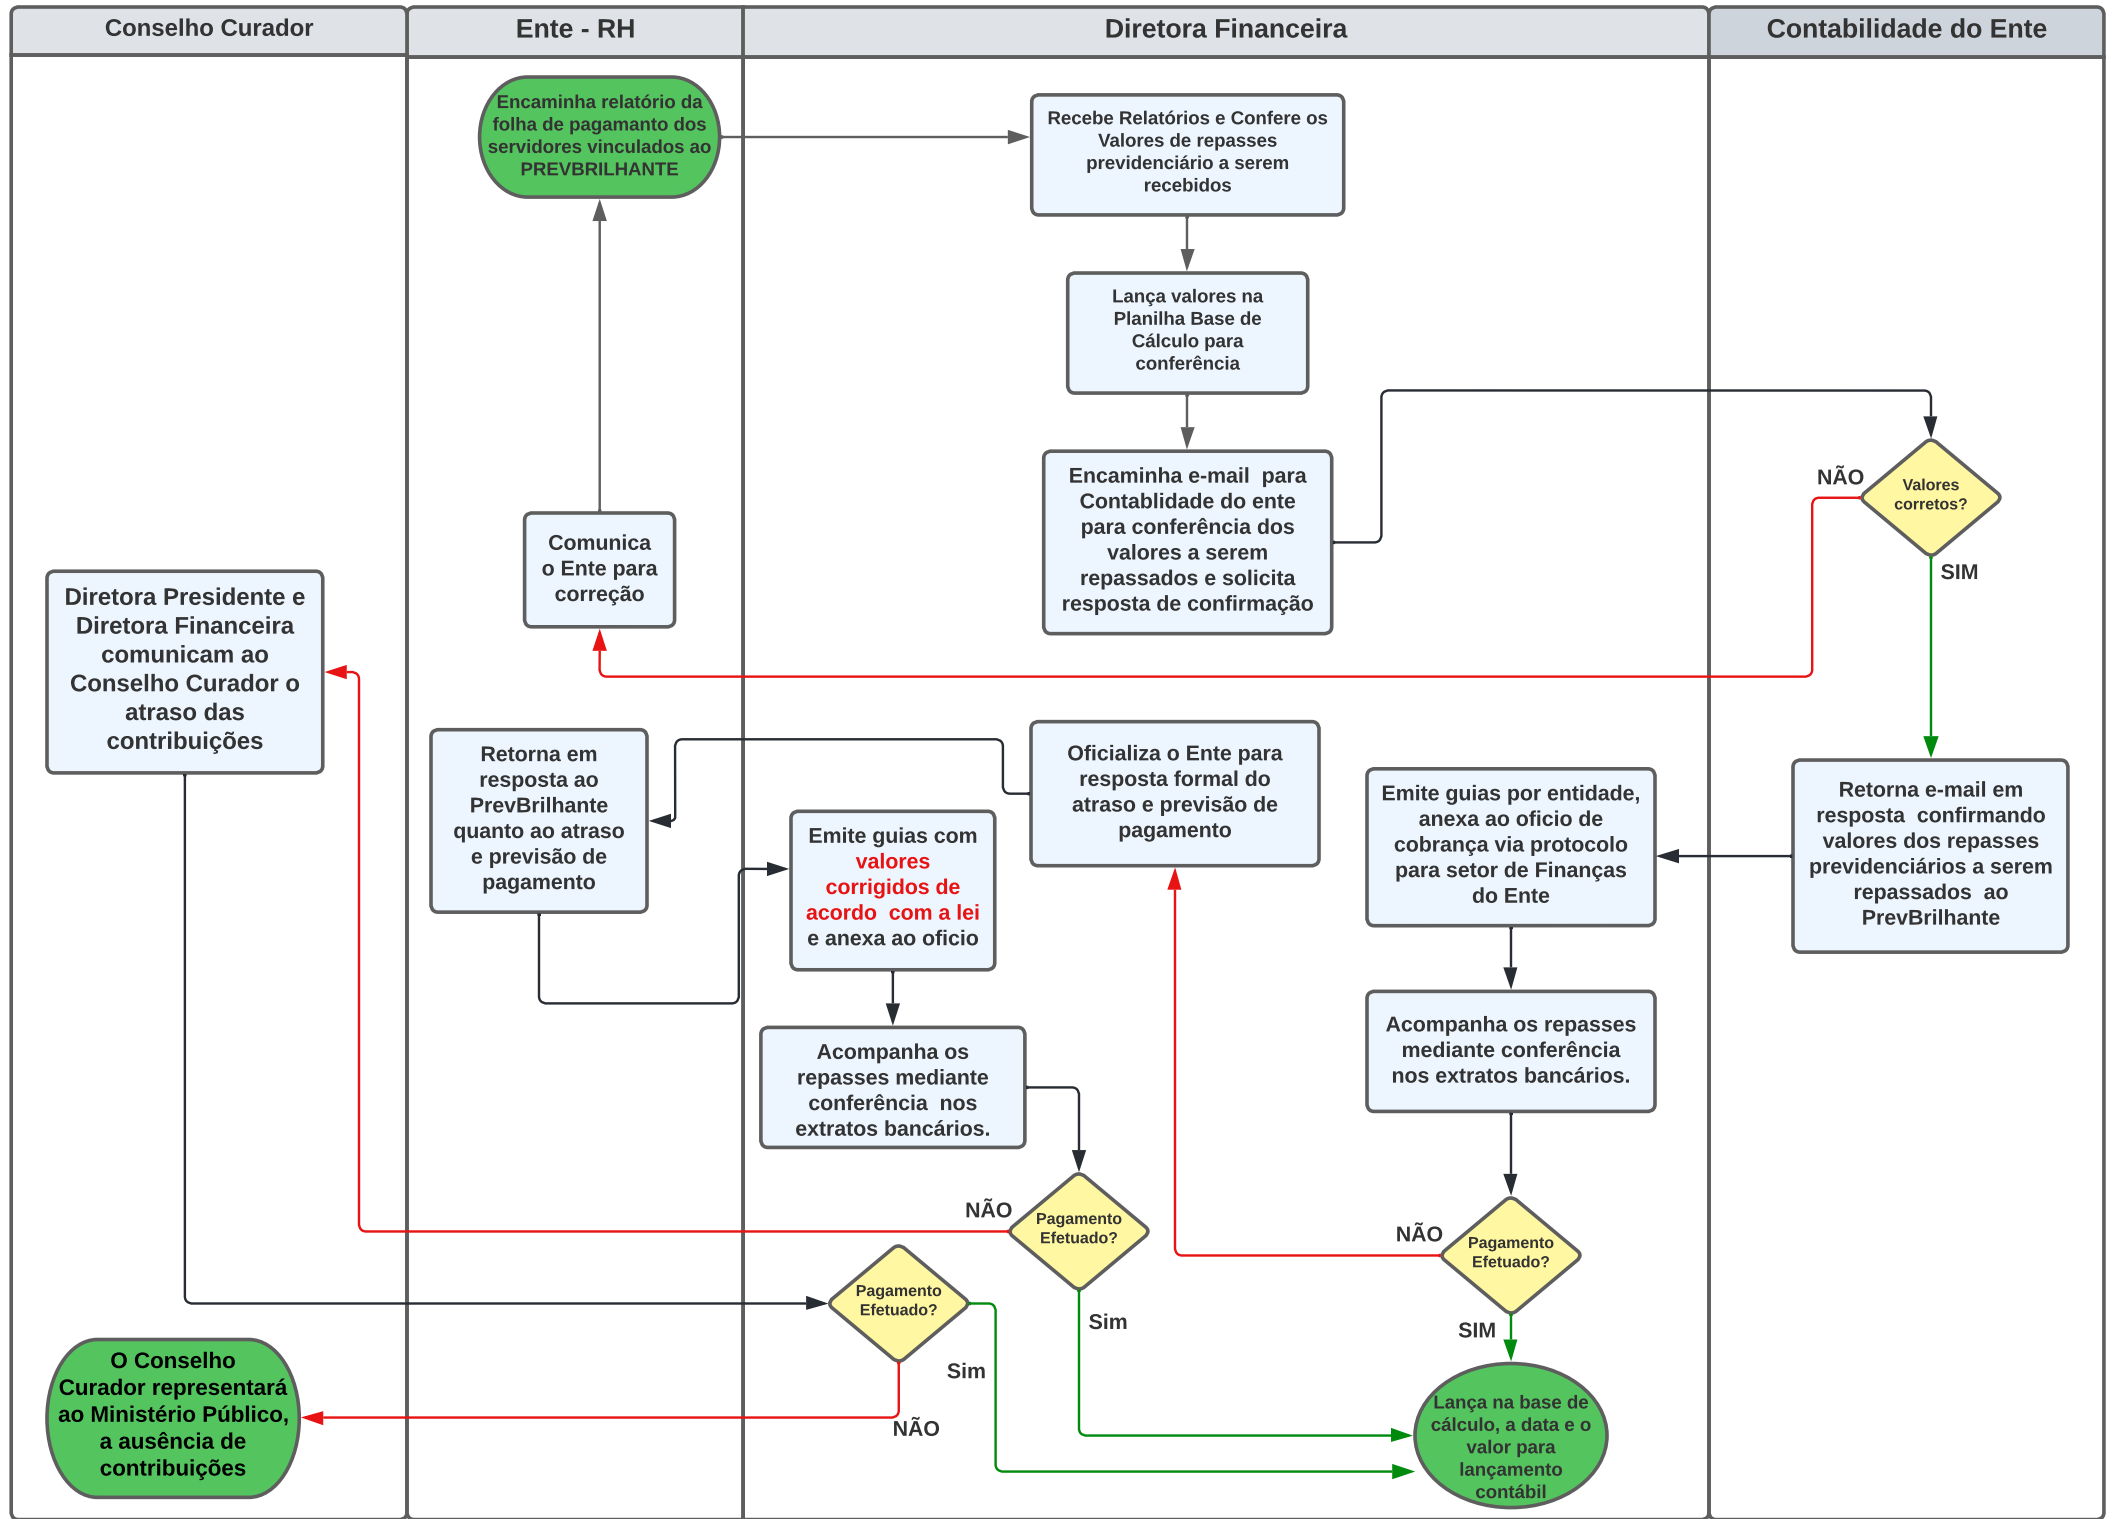 Conselho Curador
Ente - RH
Diretora Financeira
Contabilidade do Ente
Encaminha relatório da
folha de pagamanto dos
servidores vinculados ao
PREVBRILHANTE
Recebe Relatórios e Confere os
Valores de repasses
previdenciário a serem
recebidos
Lança valores na
Planilha Base de
Cálculo para
conferência
Encaminha e-mail  para
Contablidade do ente
para conferência dos
valores a serem
repassados e solicita
resposta de confirmação
NÃO
Valores
corretos?
SIM
Comunica
o Ente para
correção
Diretora Presidente e
Diretora Financeira
comunicam ao
Conselho Curador o
atraso das
contribuições
Retorna em
resposta ao
PrevBrilhante
quanto ao atraso
e previsão de
pagamento
Oficializa o Ente para
resposta formal do
atraso e previsão de
pagamento
Emite guias com
valores
corrigidos de
acordo  com a lei
e anexa ao oficio
Emite guias por entidade,
anexa ao oficio de
cobrança via protocolo
para setor de Finanças
do Ente
Retorna e-mail em
resposta  confirmando
valores dos repasses
previdenciários a serem
repassados  ao
PrevBrilhante
Acompanha os
repasses mediante
conferência  nos
extratos bancários.
Acompanha os repasses
mediante conferência
nos extratos bancários.
NÃO
Pagamento
Efetuado?
Sim
NÃO
Pagamento
Efetuado?
SIM
Pagamento
Efetuado?
Sim
NÃO
O Conselho
Curador representará
ao Ministério Público,
a ausência de
contribuições
Lança na base de
cálculo, a data e o
valor para
lançamento
contábil